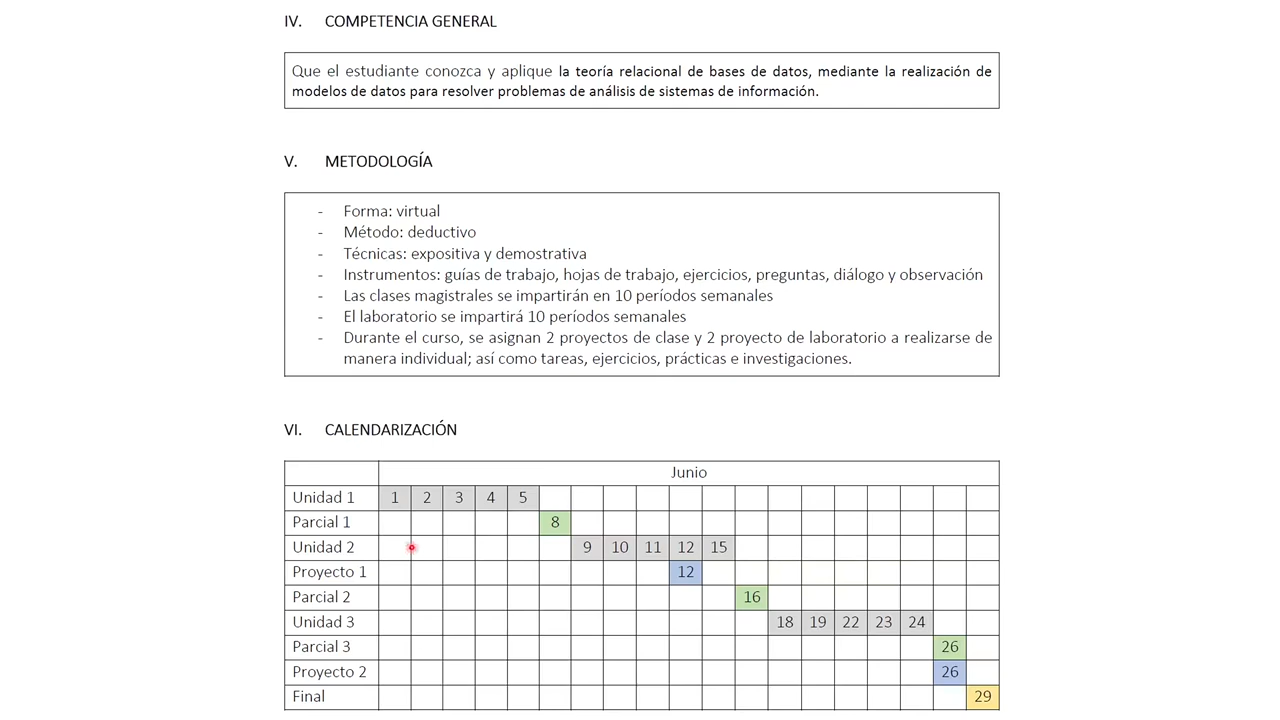 IV. COMPETENCIA GENERAL
Que el estudiante conozca y aplique la teoría relacional de bases de datos, mediante la realización de
modelos de datos para resolver problemas de análisis de sistemas de información.
V. METODOLOGÍA
- Forma: virtual
- Método: deductivo
- Técnicas: expositiva y demostrativa
- Instrumentos: guías de trabajo, hojas de trabajo, ejercicios, preguntas, diálogo y observación
- Las clases magistrales se impartirán en 10 períodos semanales
- El laboratorio se impartirá 10 períodos semanales
- Durante el curso, se asignan 2 proyectos de clase y 2 proyecto de laboratorio a realizarse de
manera individual; así como tareas, ejercicios, prácticas e investigaciones.
VI. CALENDARIZACIÓN
Junio
Unidad 1 1 2 3 4 5
Parcial 1 8
Unidad 2 9 10 11 12 15
Proyecto 1 12
Parcial 2 16
Unidad 3 18 19 22 23 24
Parcial 3 26
Proyecto 2 26
Final 29